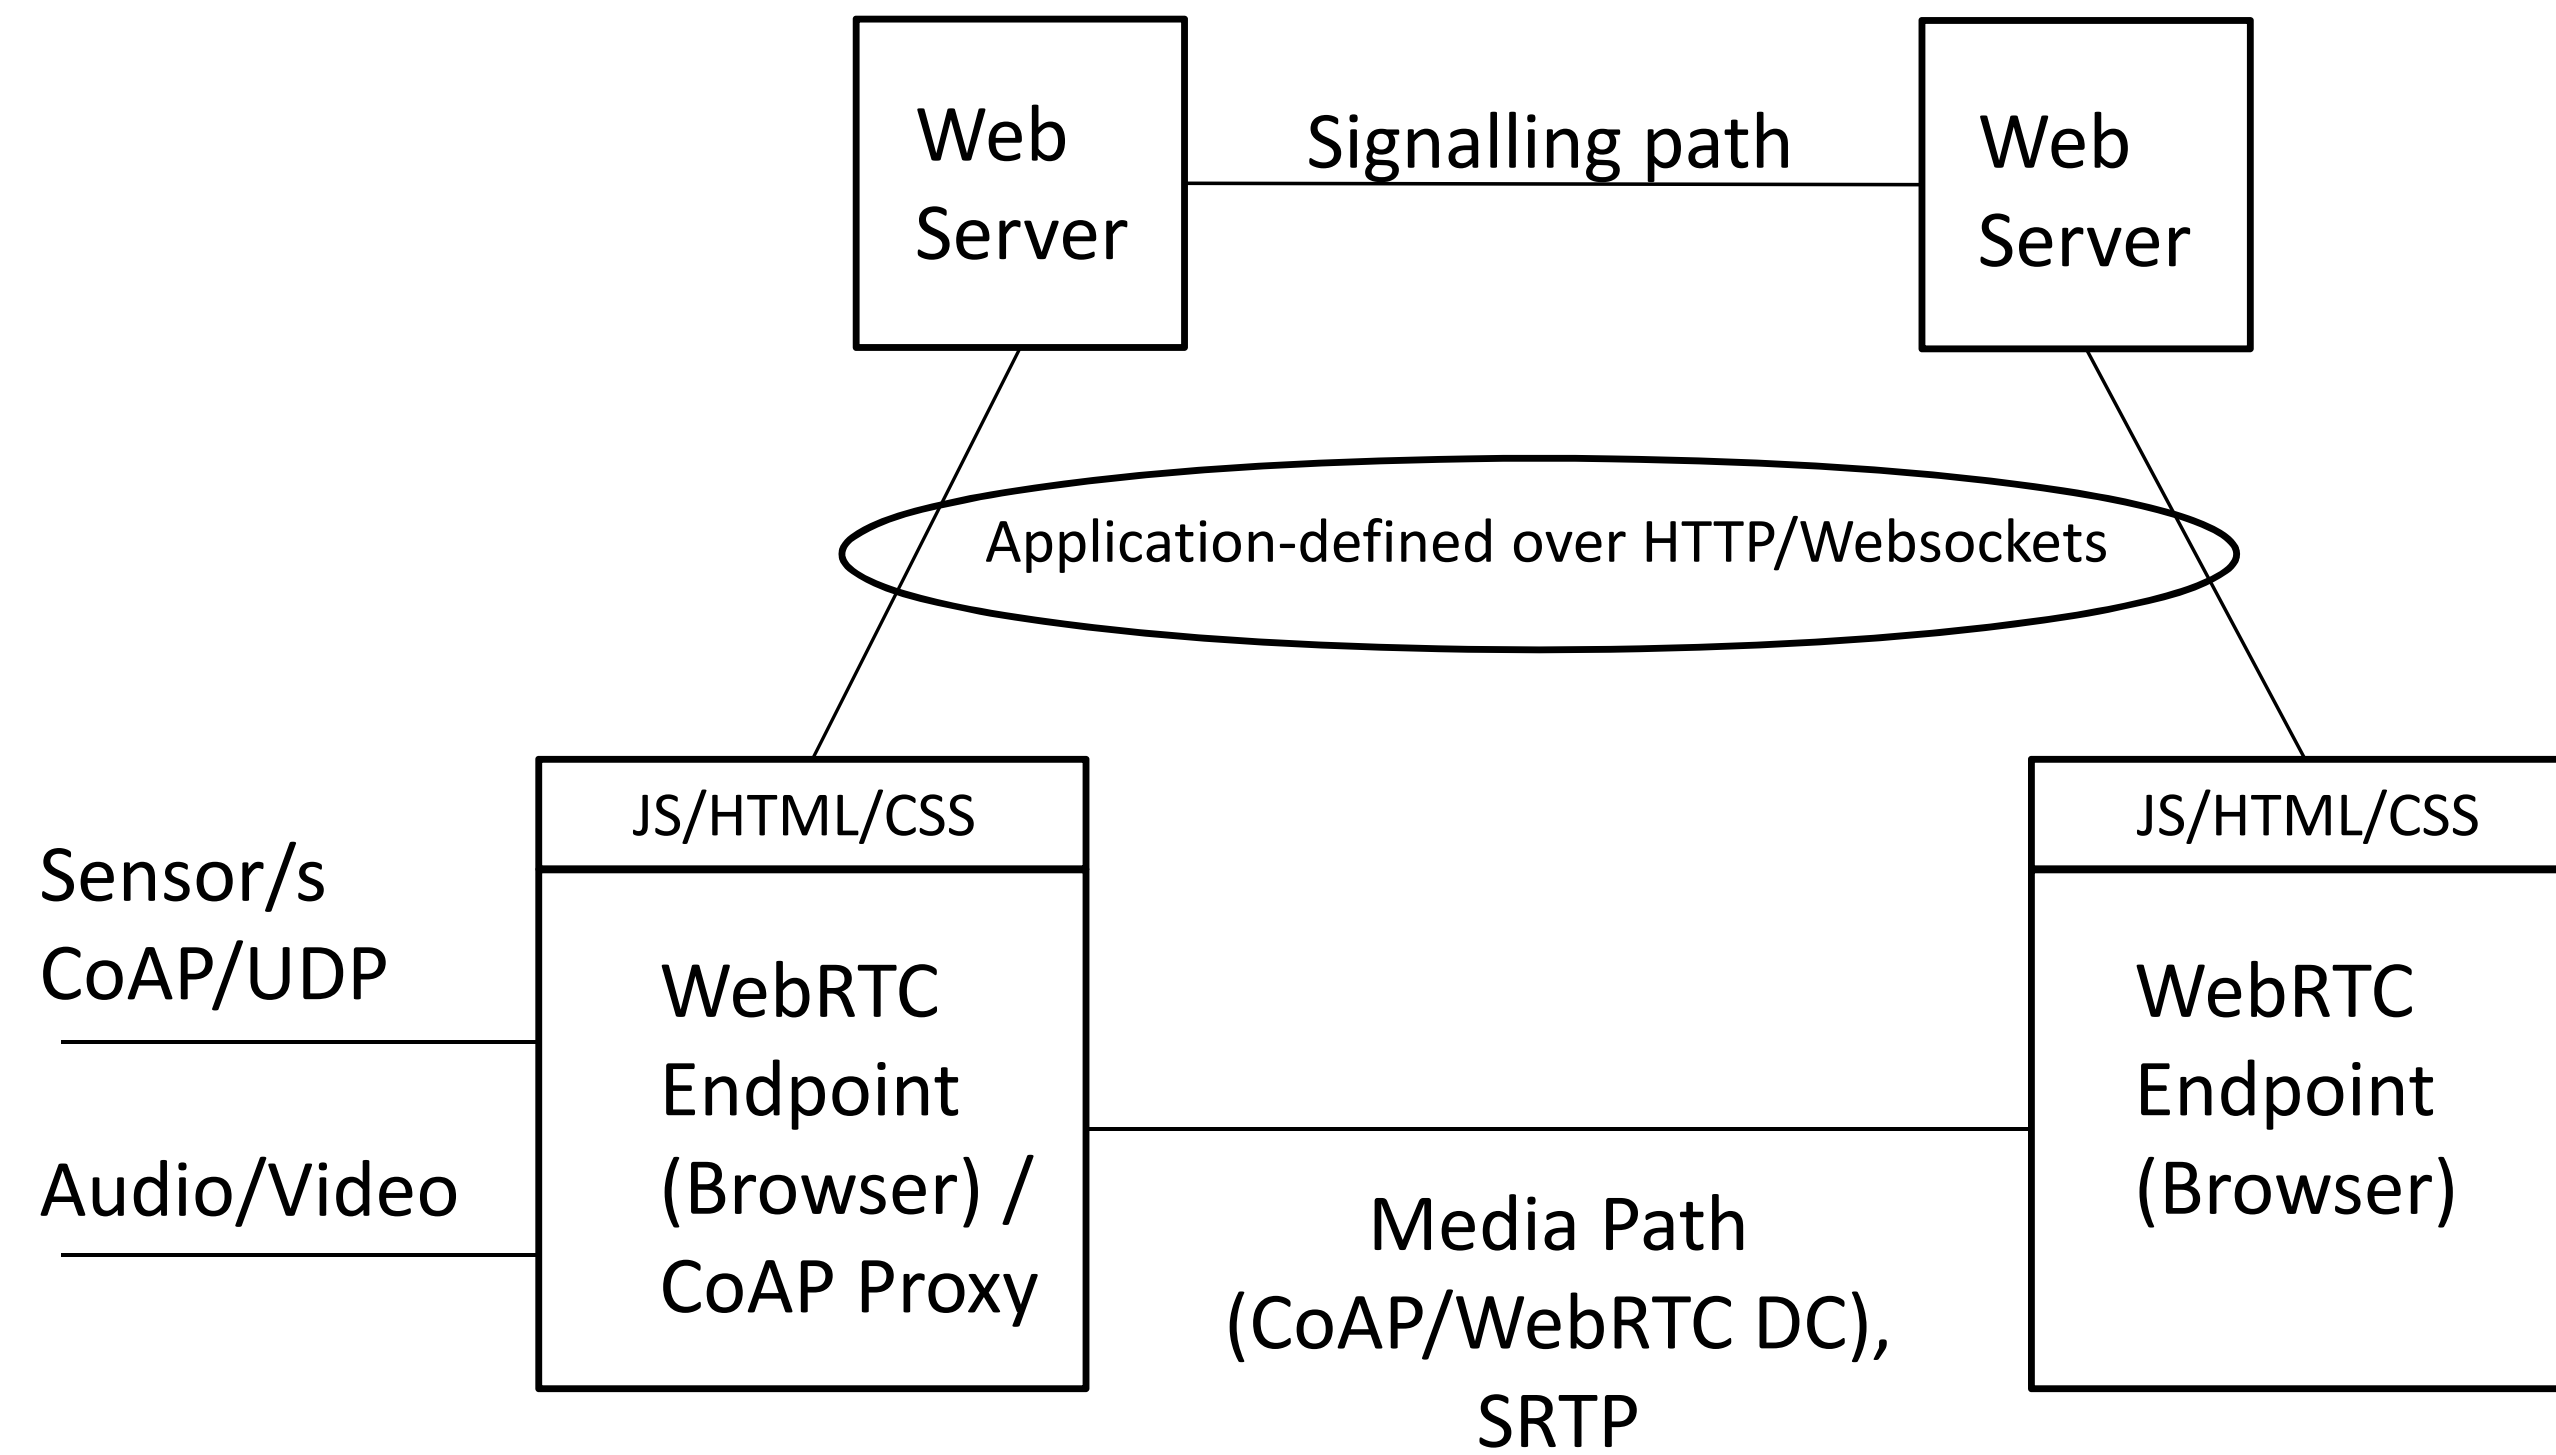 Web
Server
Signalling path
Web
Server
Application-defined over HTTP/Websockets
JS/HTML/CSS
JS/HTML/CSS
Sensor/s
CoAP/UDP
Audio/Video
WebRTC
Endpoint
(Browser) /
CoAP Proxy
WebRTC
Endpoint
(Browser)
Media Path
(CoAP/WebRTC DC),
SRTP